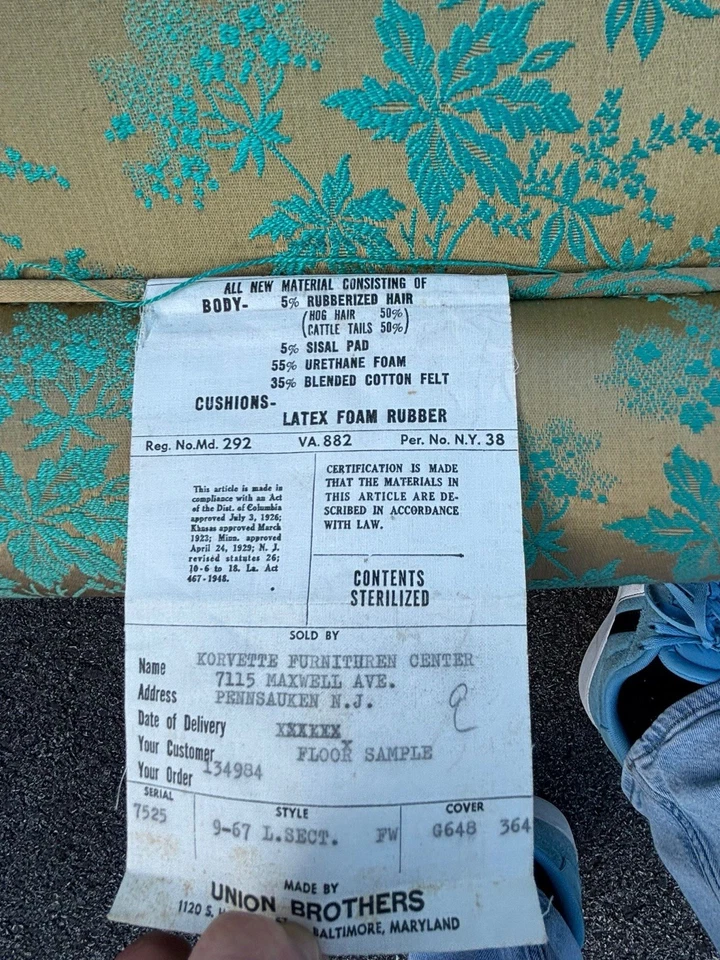 ALL NEW MATERIAL CONSISTING OF
BODY- 5% RUBBERIZED HAIR
(HOG HAIR 50%
CATTLE TAILS 50%)
5% SISAL PAD
55% URETHANE FOAM
35% BLENDED COTTON FELT
CUSHIONS-
LATEX FOAM RUBBER
Reg. No.Md. 292 VA. 882 Per. No. N.Y. 38
This article is made in
compliance with an Act
of the Dist. of Columbia
approved July 3, 1926;
Khnsas approved March
1923; Minn. approved
April 24, 1929; N. J.
revised statutes 26;
10-6 to 18. La. Act
467-1948.
CERTIFICATION IS MADE
THAT THE MATERIALS IN
THIS ARTICLE ARE DE-
SCRIBED IN ACCORDANCE
WITH LAW.
CONTENTS
STERILIZED
SOLD BY
Name KORVETTE FURNITHREN CENTER
Address 7115 MAXWELL AVE.
PENNSAUKEN N.J.
Date of Delivery XXXXXX
Your Customer FLOOR SAMPLE
X
Your Order 134984
SERIAL STYLE COVER
7525 9-67 L.SECT. FW G648 364
MADE BY
UNION BROTHERS
1120 S. BALTIMORE, MARYLAND